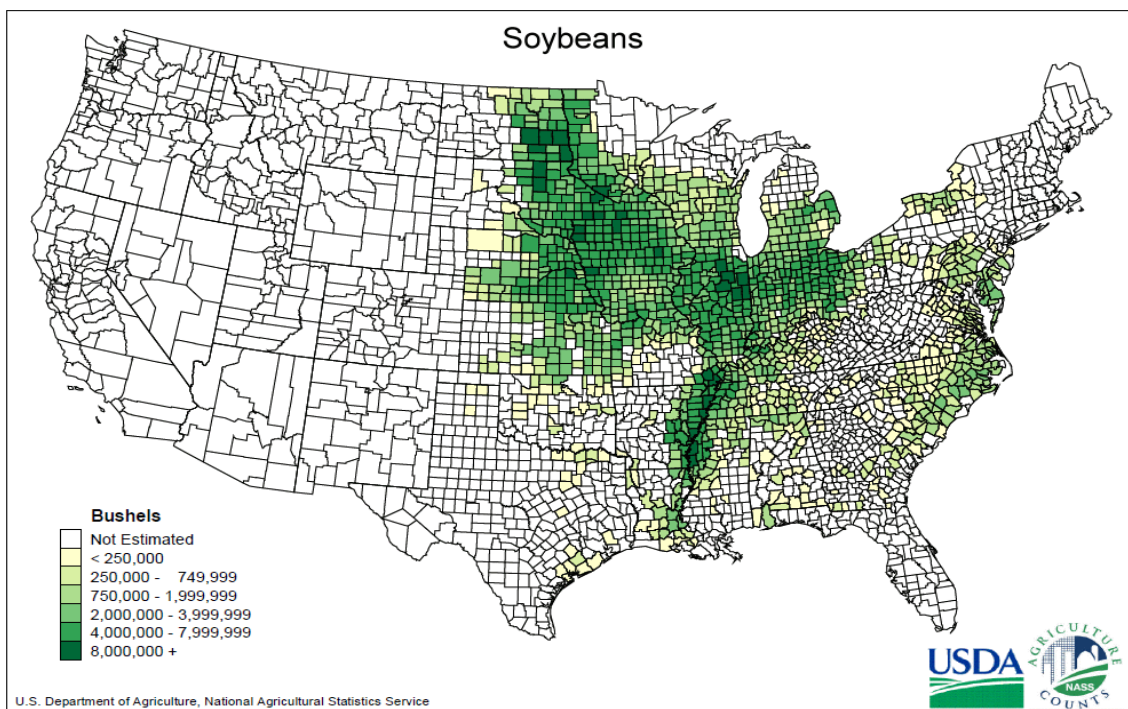 Soybeans
Bushels
Not Estimated
< 250,000
250,000 - 749,999
750,000 - 1,999,999
2,000,000 - 3,999,999
4,000,000 - 7,999,999
8,000,000 +
USDA
AGRICULTURE
NASS
COUNTS
U.S. Department of Agriculture, National Agricultural Statistics Service